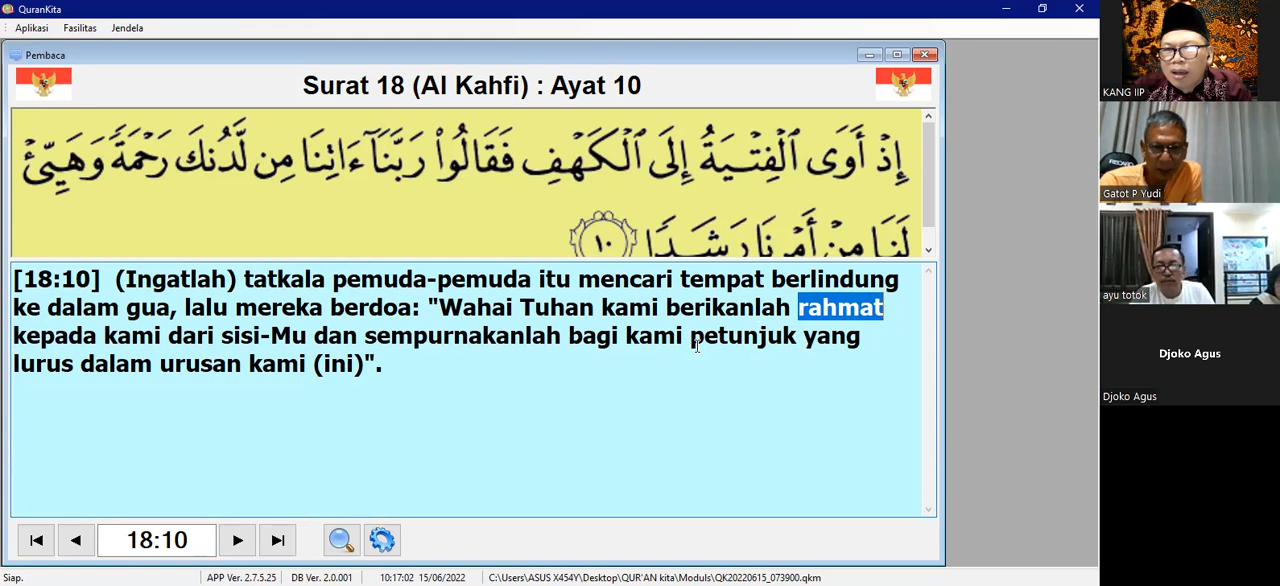 QuranKita
Aplikasi Fasilitas Jendela
Pembaca
Surat 18 (Al Kahfi) : Ayat 10
إِذْ أَوَى ٱلْفِتْيَةُ إِلَى ٱلْكَهْفِ فَقَالُوا۟ رَبَّنَآ ءَاتِنَا مِن لَّدُنكَ رَحْمَةً وَهَيِّئْ
لَنَا مِنْ أَمْرِنَا رَشَدًا ١٠
[18:10] (Ingatlah) tatkala pemuda-pemuda itu mencari tempat berlindung
ke dalam gua, lalu mereka berdoa: "Wahai Tuhan kami berikanlah rahmat
kepada kami dari sisi-Mu dan sempurnakanlah bagi kami petunjuk yang
lurus dalam urusan kami (ini)".
18:10
Siap. APP Ver. 2.7.5.25 DB Ver. 2.0.001 10:17:02 15/06/2022 C:\Users\ASUS X454Y\Desktop\QUR'AN kita\Moduls\QK20220615_073900.qkm
KANG IIP
RECARO
Gatot P Yudi
ayu totok
Djoko Agus
Djoko Agus